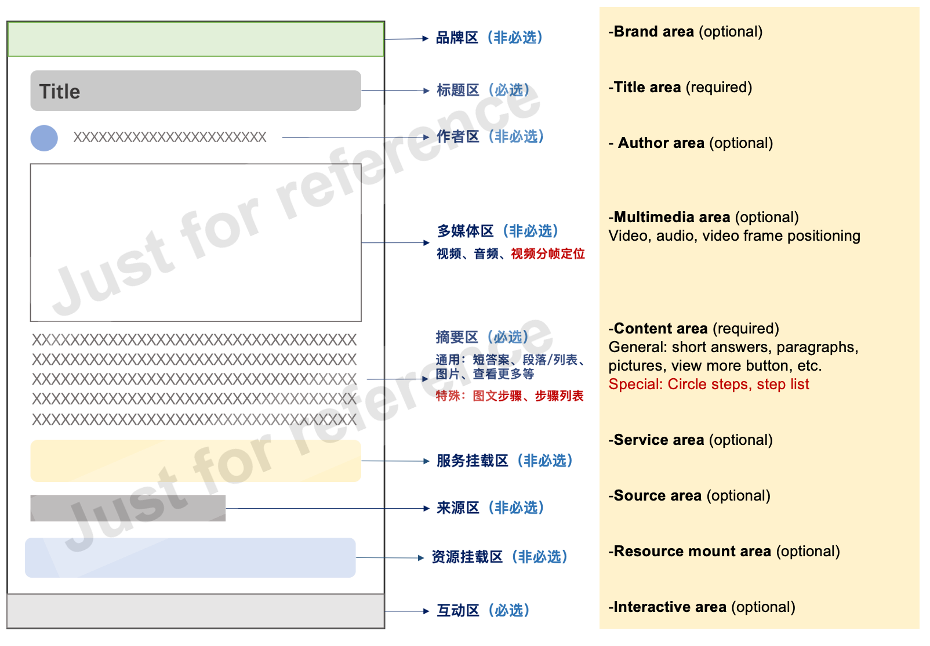 品牌区（非必选）
-Brand area (optional)
Title
标题区（必选）
-Title area (required)
XXXXXXXXXXXXXXXXXXXXXXX
作者区（非必选）
- Author area (optional)
多媒体区（非必选）
视频、音频、视频分帧定位
-Multimedia area (optional)
Video, audio, video frame positioning
XXXXXXXXXXXXXXXXXXXXXXXXXXXXXXXXXX
XXXXXXXXXXXXXXXXXXXXXXXXXXXXXXXXXX
XXXXXXXXXXXXXXXXXXXXXXXXXXXXXXXXXX
XXXXXXXXXXXXXXXXXXXXXXXXXXXXXXXXXX
XXXXXXXXXXXXXXXXXXXXXXXXXXXXXXXXXX
摘要区（必选）
通用：短答案、段落/列表、
图片、查看更多等
特殊：图文步骤、步骤列表
-Content area (required)
General: short answers, paragraphs,
pictures, view more button, etc.
Special: Circle steps, step list
服务挂载区（非必选）
-Service area (optional)
来源区（非必选）
-Source area (optional)
资源挂载区（非必选）
-Resource mount area (optional)
互动区（必选）
-Interactive area (optional)
Just for reference
Just for reference